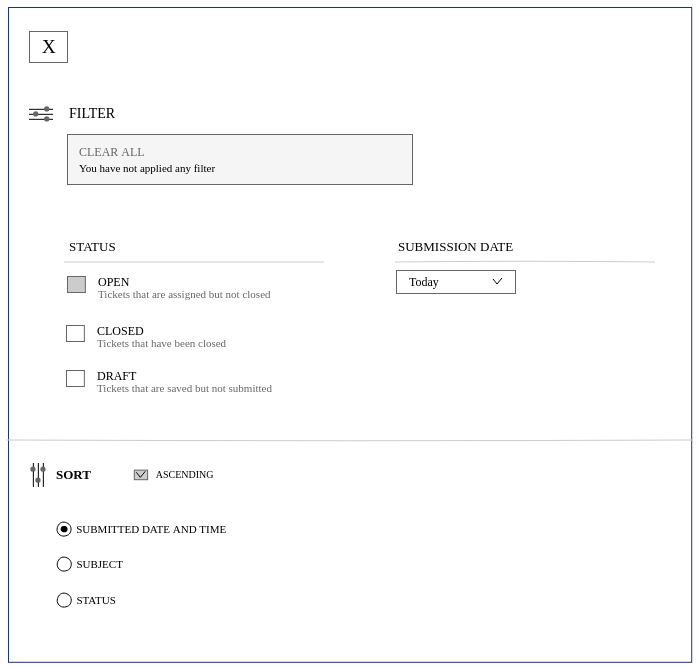 X
FILTER
CLEAR ALL
You have not applied any filter
STATUS
OPEN
Tickets that are assigned but not closed
CLOSED
Tickets that have been closed
DRAFT
Tickets that are saved but not submitted
SUBMISSION DATE
Today
SORT
ASCENDING
SUBMITTED DATE AND TIME
SUBJECT
STATUS